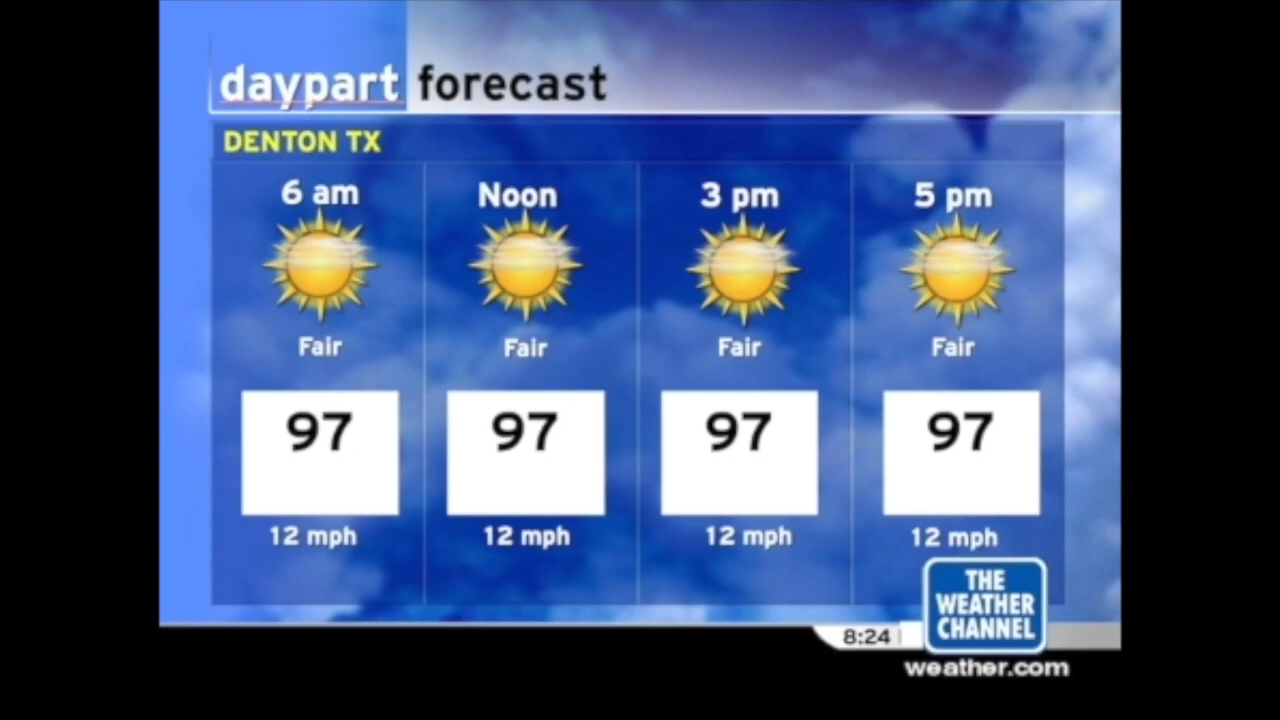 daypart forecast
DENTON TX
6 am Noon 3 pm 5 pm
Fair Fair Fair Fair
97 97 97 97
12 mph 12 mph 12 mph 12 mph
THE
WEATHER
CHANNEL
8:24
weather.com